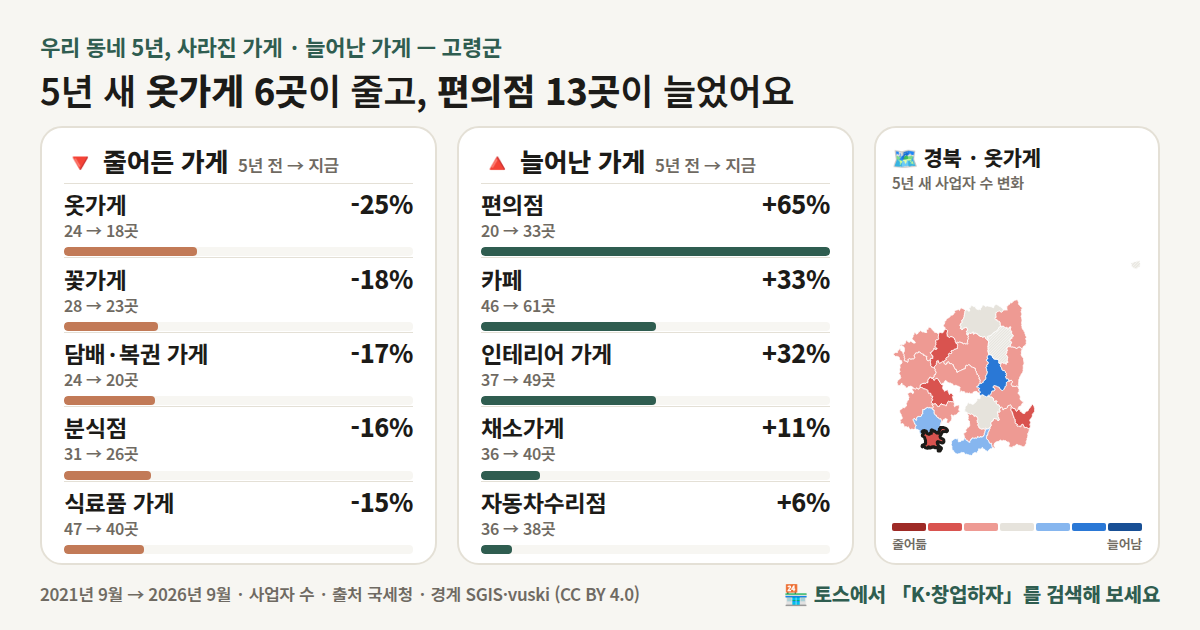 우리 동네 5년, 사라진 가게 · 늘어난 가게 — 고령군
5년 새 옷가게 6곳이 줄고, 편의점 13곳이 늘었어요
줄어든 가게 5년 전 → 지금
옷가게 -25%
24 → 18곳
꽃가게 -18%
28 → 23곳
담배·복권 가게 -17%
24 → 20곳
분식점 -16%
31 → 26곳
식료품 가게 -15%
47 → 40곳
늘어난 가게 5년 전 → 지금
편의점 +65%
20 → 33곳
카페 +33%
46 → 61곳
인테리어 가게 +32%
37 → 49곳
채소가게 +11%
36 → 40곳
자동차수리점 +6%
36 → 38곳
경북 · 옷가게
5년 새 사업자 수 변화
줄어듦 늘어남
2021년 9월 → 2026년 9월 · 사업자 수 · 출처 국세청 · 경계 SGIS·vuski (CC BY 4.0)
24 토스에서 「K·창업하자」를 검색해 보세요